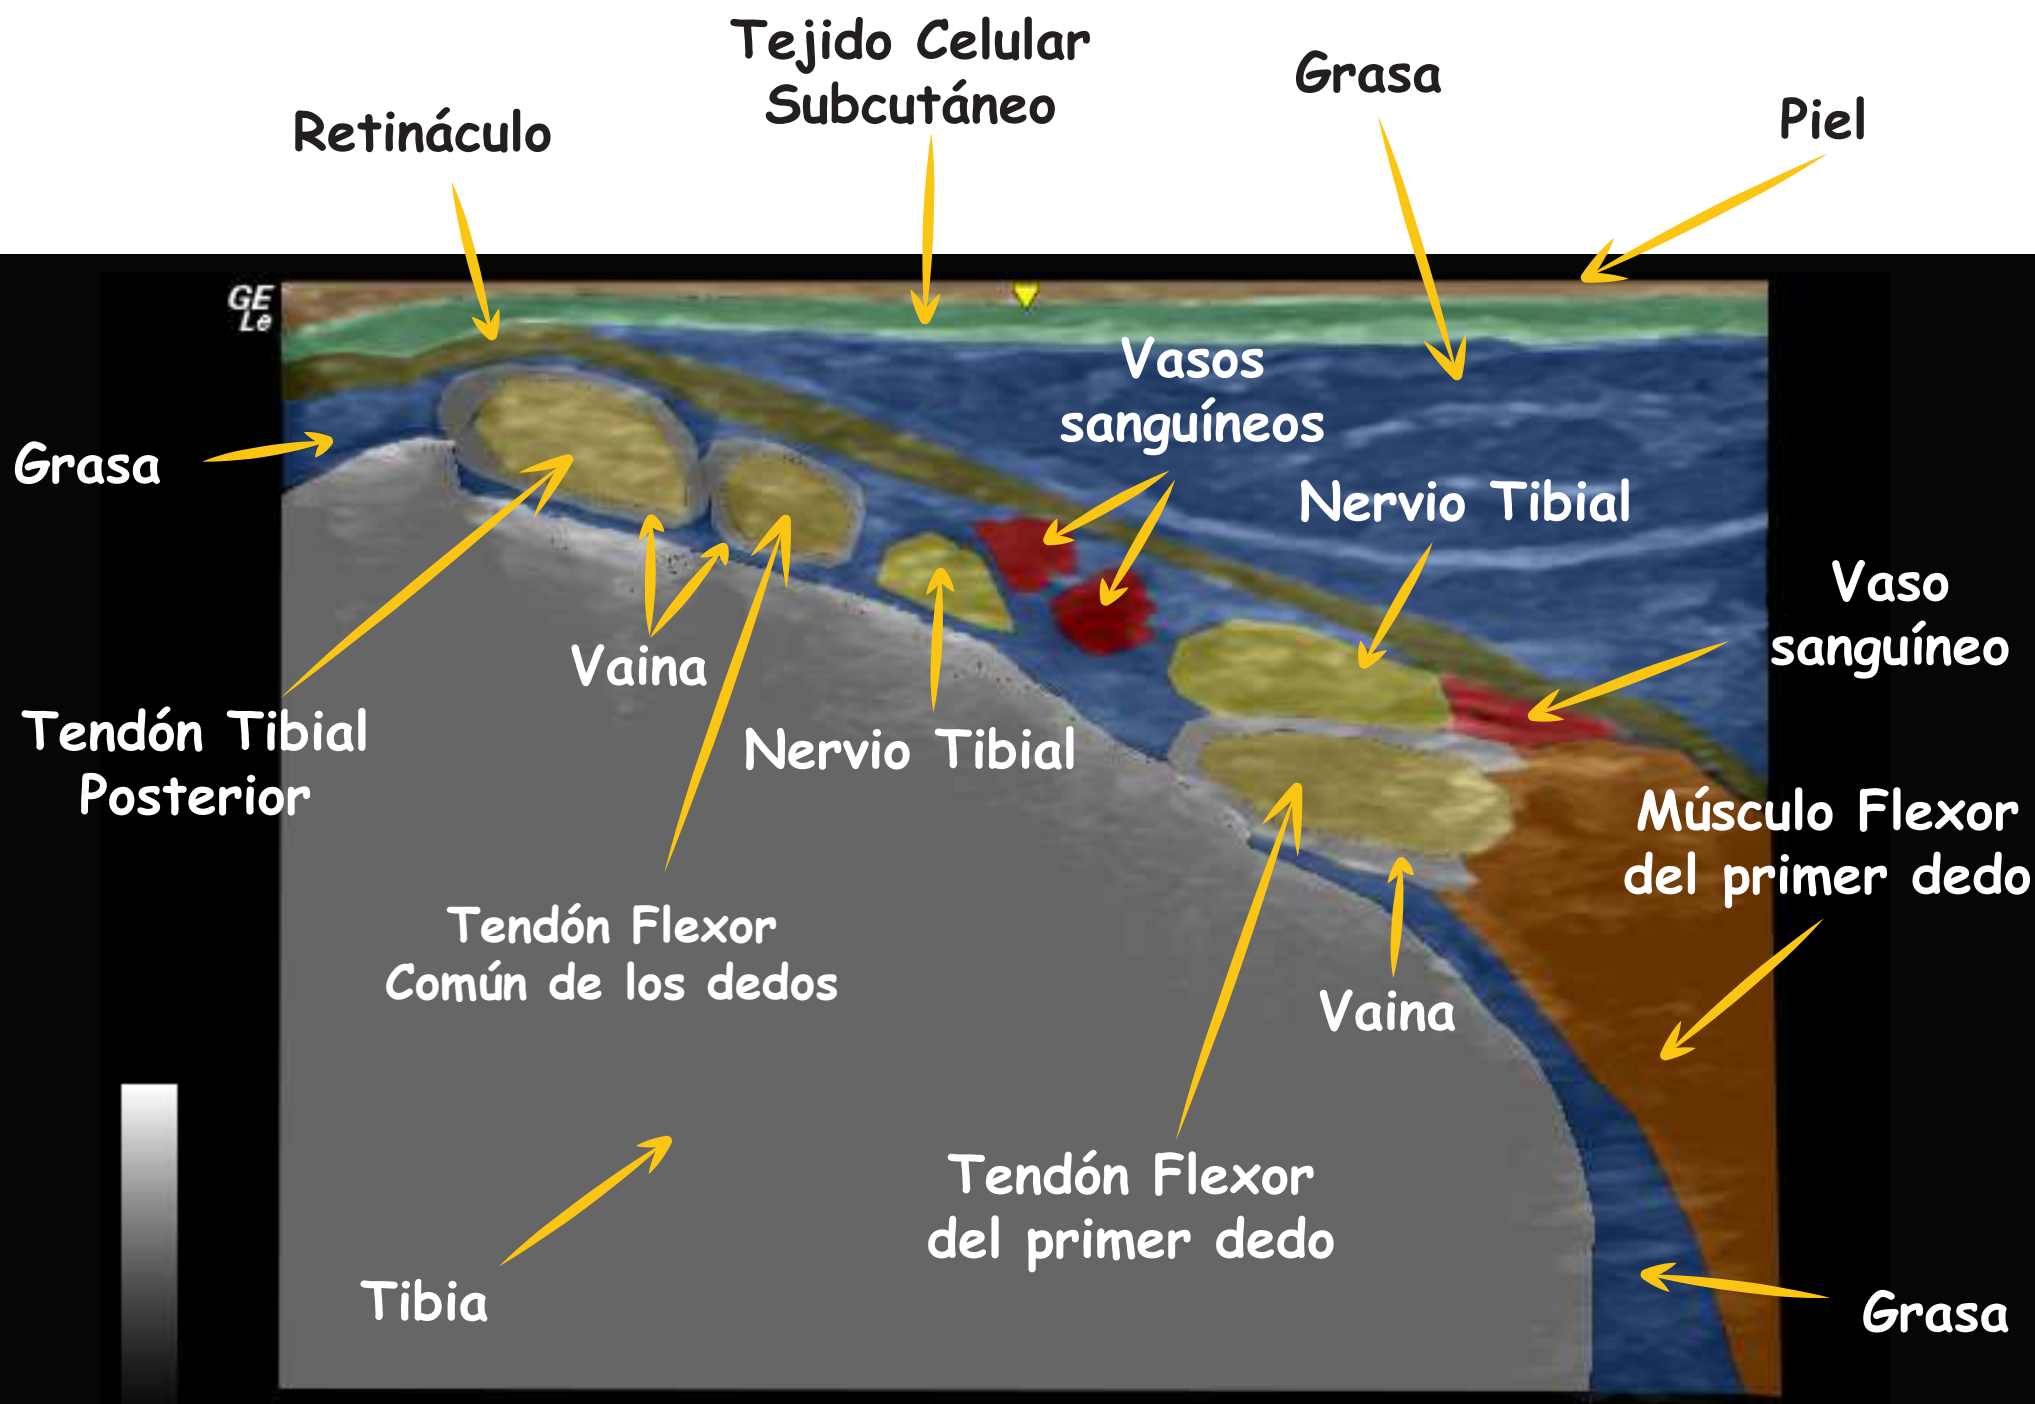 Tejido Celular
Subcutáneo
Grasa
Piel
Retináculo
GE
Le
Vasos
sanguíneos
Grasa
Nervio Tibial
Vaso
sanguíneo
Vaina
Tendón Tibial
Posterior
Nervio Tibial
Músculo Flexor
del primer dedo
Tendón Flexor
Común de los dedos
Vaina
Tendón Flexor
del primer dedo
Tibia
Grasa